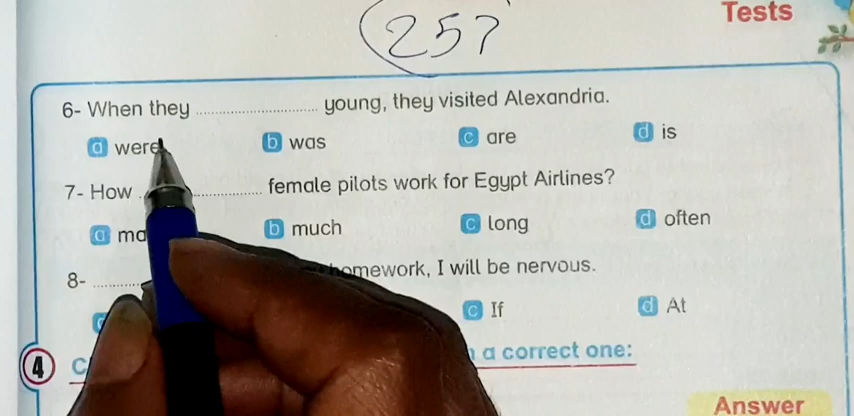 Tests
257
6- When they .................... young, they visited Alexandria.
a were b was c are d is
7- How .................... female pilots work for Egypt Airlines?
a b much c long d often
8- .......... homework, I will be nervous.
c If d At
4 a correct one:
Answer